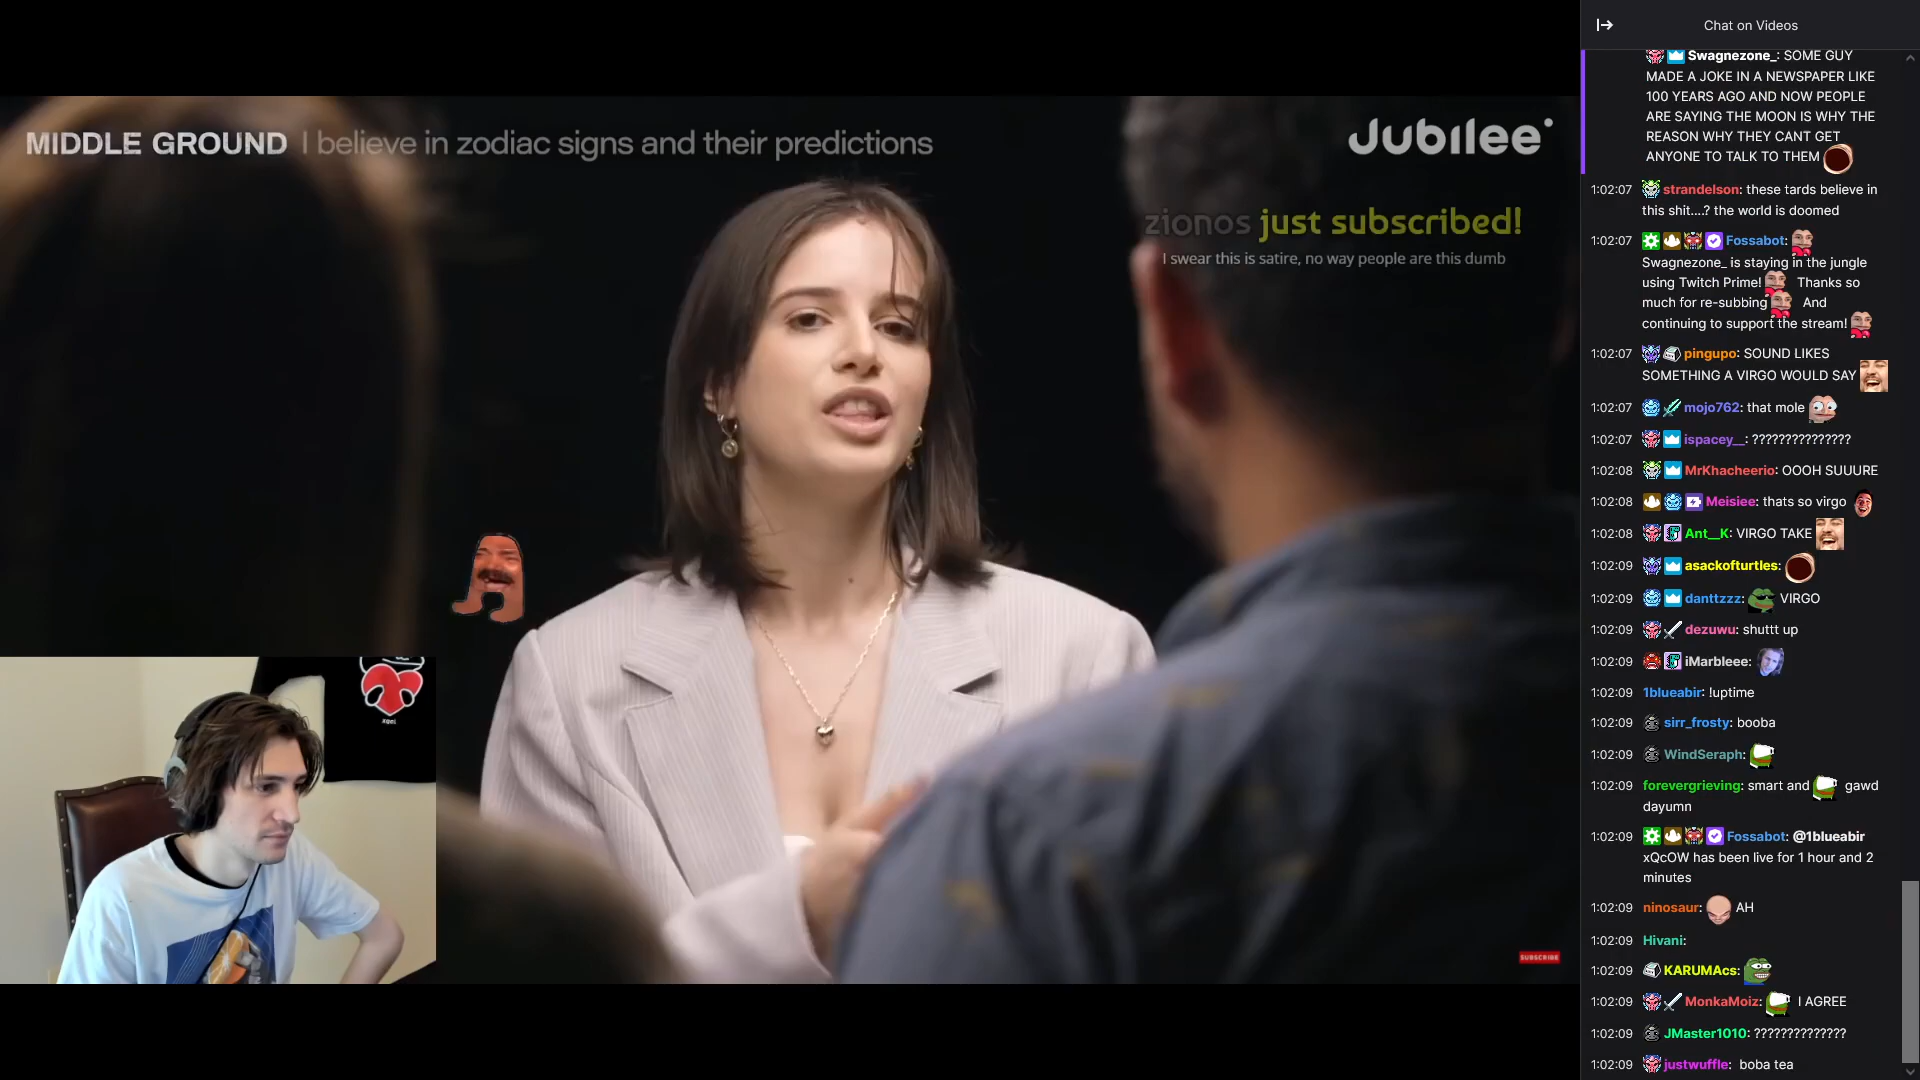 MIDDLE GROUND I believe in zodiac signs and their predictions
Jubilee
zionos just subscribed!
I swear this is satire, no way people are this dumb
xqcl
SUBSCRIBE
Chat on Videos
Swagnezone_: SOME GUY
MADE A JOKE IN A NEWSPAPER LIKE
100 YEARS AGO AND NOW PEOPLE
ARE SAYING THE MOON IS WHY THE
REASON WHY THEY CANT GET
ANYONE TO TALK TO THEM
1:02:07 strandelson: these tards believe in
this shit....? the world is doomed
1:02:07 Fossabot:
Swagnezone_ is staying in the jungle
using Twitch Prime! Thanks so
much for re-subbing And
continuing to support the stream!
1:02:07 pingupo: SOUND LIKES
SOMETHING A VIRGO WOULD SAY
1:02:07 mojo762: that mole
1:02:07 ispacey__: ???????????????
1:02:08 MrKhacheerio: OOOH SUUURE
1:02:08 Meisiee: thats so virgo
1:02:08 Ant__K: VIRGO TAKE
1:02:09 asackofturtles:
1:02:09 danttzzz: VIRGO
1:02:09 dezuwu: shuttt up
1:02:09 iMarbleee:
1:02:09 1blueabir: !uptime
1:02:09 sirr_frosty: booba
1:02:09 WindSeraph:
1:02:09 forevergrieving: smart and gawd
dayumn
1:02:09 Fossabot: @1blueabir
xQcOW has been live for 1 hour and 2
minutes
1:02:09 ninosaur: AH
1:02:09 Hivani:
1:02:09 KARUMAcs:
1:02:09 MonkaMoiz: I AGREE
1:02:09 JMaster1010: ??????????????
1:02:09 justwuffle: boba tea